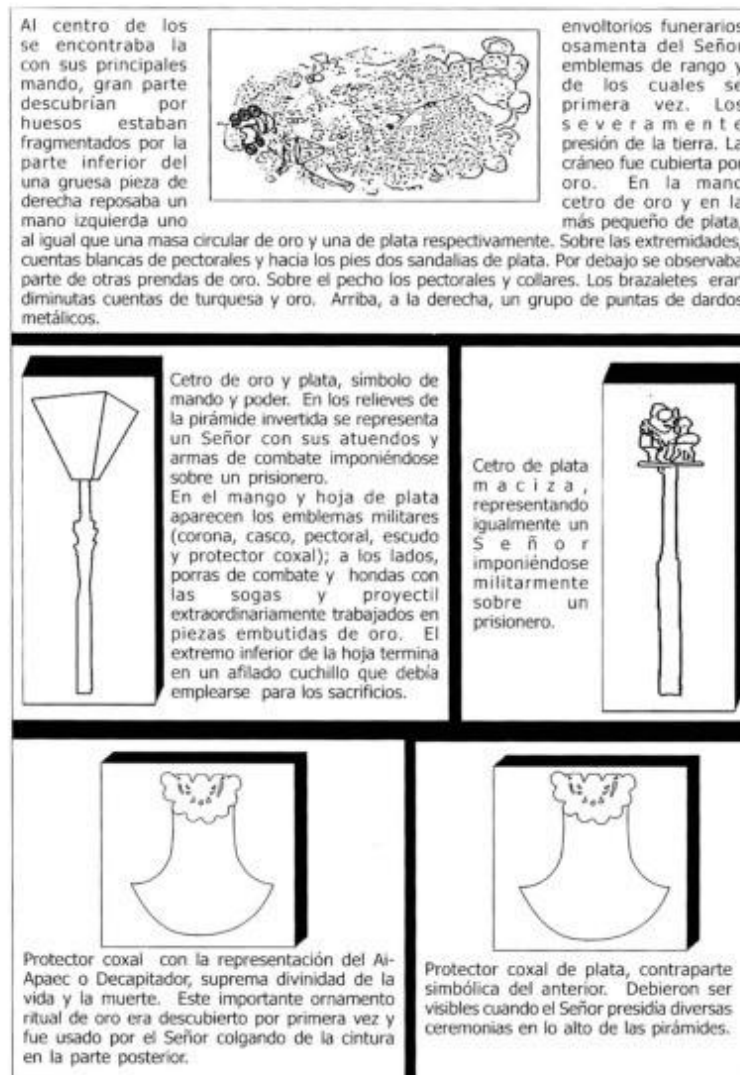 Al centro de los envoltorios funerarios
se encontraba la osamenta del Señor
con sus principales emblemas de rango y
mando, gran parte de los cuales se
descubrían por primera vez. Los
huesos estaban severamente
fragmentados por la presión de la tierra. La
parte inferior del cráneo fue cubierta por
una gruesa pieza de oro. En la mano
derecha reposaba un cetro de oro y en la
mano izquierda uno más pequeño de plata,
al igual que una masa circular de oro y una de plata respectivamente. Sobre las extremidades,
cuentas blancas de pectorales y hacia los pies dos sandalias de plata. Por debajo se observaba
parte de otras prendas de oro. Sobre el pecho los pectorales y collares. Los brazaletes eran
diminutas cuentas de turquesa y oro. Arriba, a la derecha, un grupo de puntas de dardos
metálicos.
Cetro de oro y plata, símbolo de
mando y poder. En los relieves de
la pirámide invertida se representa
un Señor con sus atuendos y
armas de combate imponiéndose
sobre un prisionero.
En el mango y hoja de plata
aparecen los emblemas militares
(corona, casco, pectoral, escudo
y protector coxal); a los lados,
porras de combate y hondas con
las sogas y proyectil
extraordinariamente trabajados en
piezas embutidas de oro. El
extremo inferior de la hoja termina
en un afilado cuchillo que debía
emplearse para los sacrificios.
Cetro de plata
maciza,
representando
igualmente un
Señor
imponiéndose
militarmente
sobre un
prisionero.
Protector coxal con la representación del Ai-
Apaec o Decapitador, suprema divinidad de la
vida y la muerte. Este importante ornamento
ritual de oro era descubierto por primera vez y
fue usado por el Señor colgando de la cintura
en la parte posterior.
Protector coxal de plata, contraparte
simbólica del anterior. Debieron ser
visibles cuando el Señor presidía diversas
ceremonias en lo alto de las pirámides.